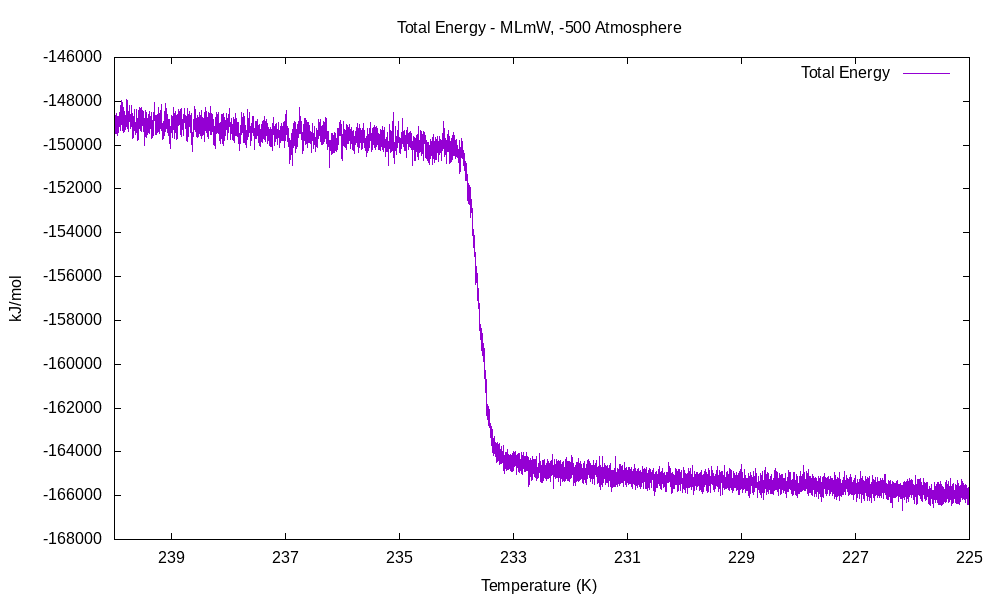 Total Energy - MLmW, -500 Atmosphere
Total Energy
-146000
-148000
-150000
-152000
-154000
-156000
-158000
-160000
-162000
-164000
-166000
-168000
kJ/mol
239 237 235 233 231 229 227 225
Temperature (K)